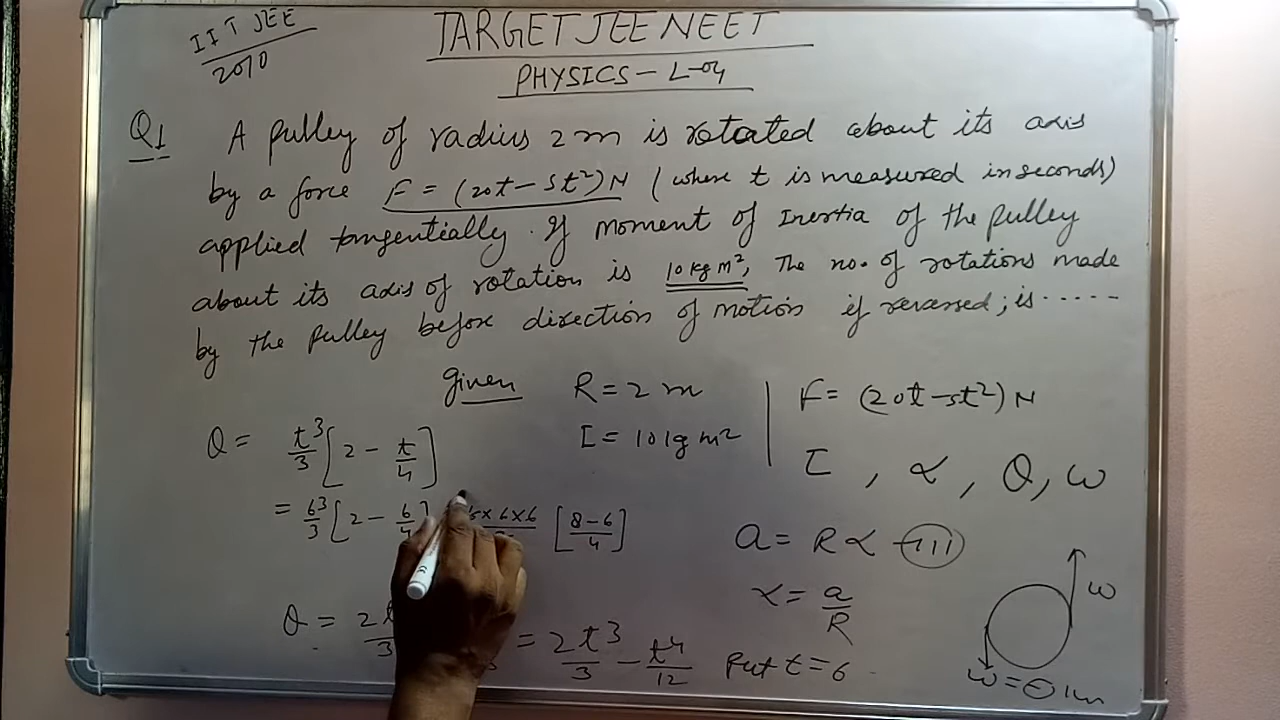 IIT JEE
2010
TARGET JEE NEET
PHYSICS - L-04
Q1 A pulley of radius 2 m is rotated about its axis
by a force F = (20t - 5t²) N (where t is measured in seconds)
applied tangentially. If moment of Inertia of the pulley
about its axis of rotation is 10 kg m², The no. of rotations made
by the pulley before direction of motion if reversed, is .....
given R = 2 m
I = 10 kg m²
F = (20t - 5t²) N
I, α, θ, ω
θ = t³/3 [2 - t/4]
= 6³/3 [2 - 6/4] 6×6×6 [8-6/4]
a = Rα - (III)
α = a/R
θ = 2
3
= 2t³/3 - t⁴/12 Put t = 6
ω
ω =